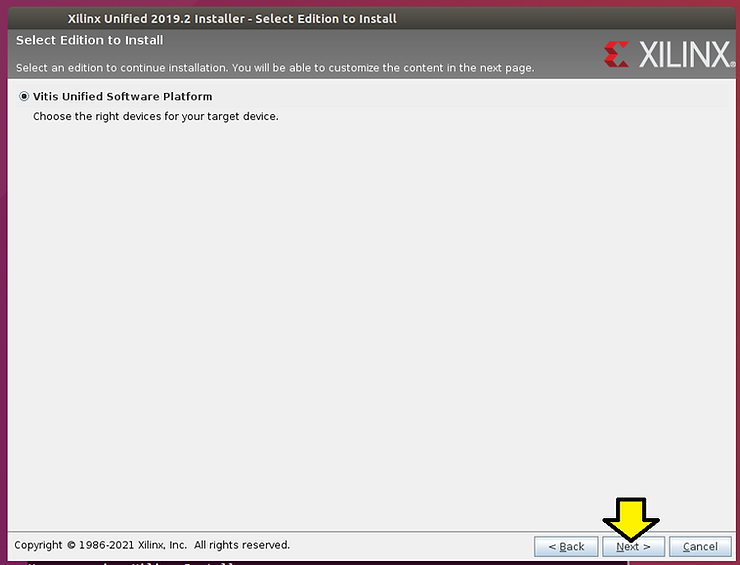 Xilinx Unified 2019.2 Installer - Select Edition to Install
Select Edition to Install
XILINX®
Select an edition to continue installation. You will be able to customize the content in the next page.
Vitis Unified Software Platform
Choose the right devices for your target device.
Copyright © 1986-2021 Xilinx, Inc. All rights reserved.
< Back
Next >
Cancel